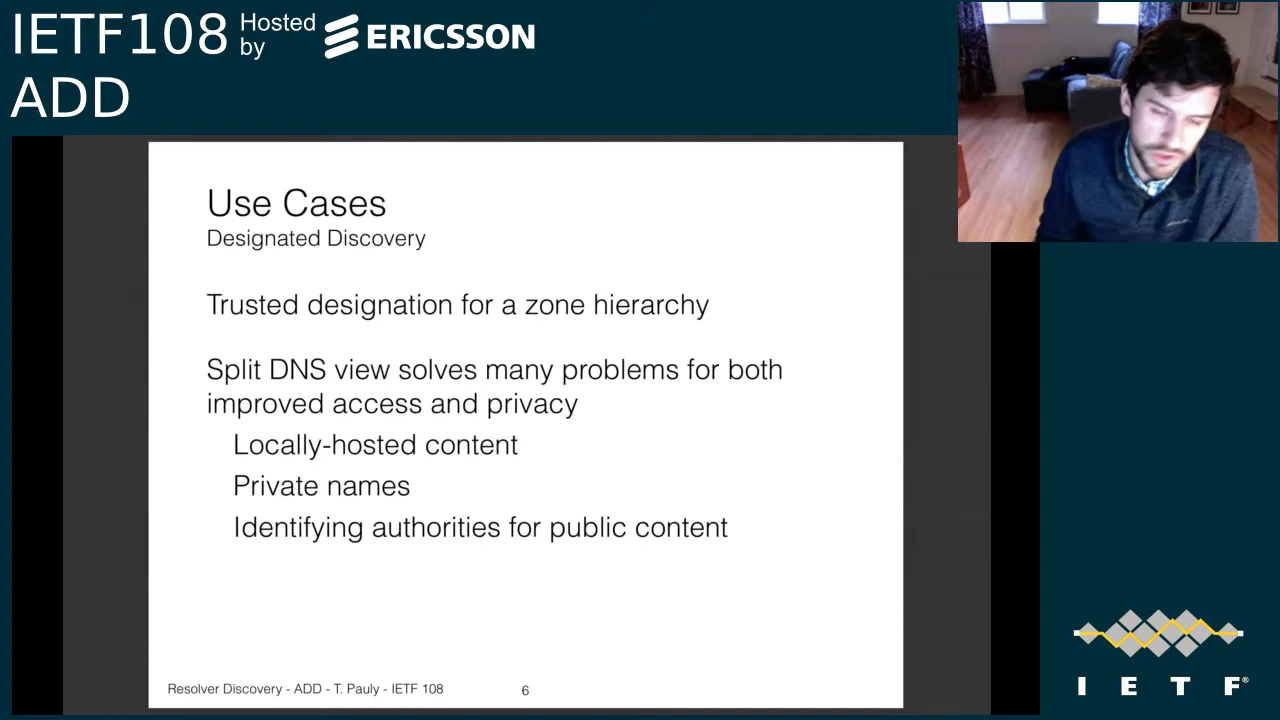 IETF108 Hosted by ERICSSON
ADD
Use Cases
Designated Discovery
Trusted designation for a zone hierarchy
Split DNS view solves many problems for both
improved access and privacy
Locally-hosted content
Private names
Identifying authorities for public content
Resolver Discovery - ADD - T. Pauly - IETF 108
6
I E T F®